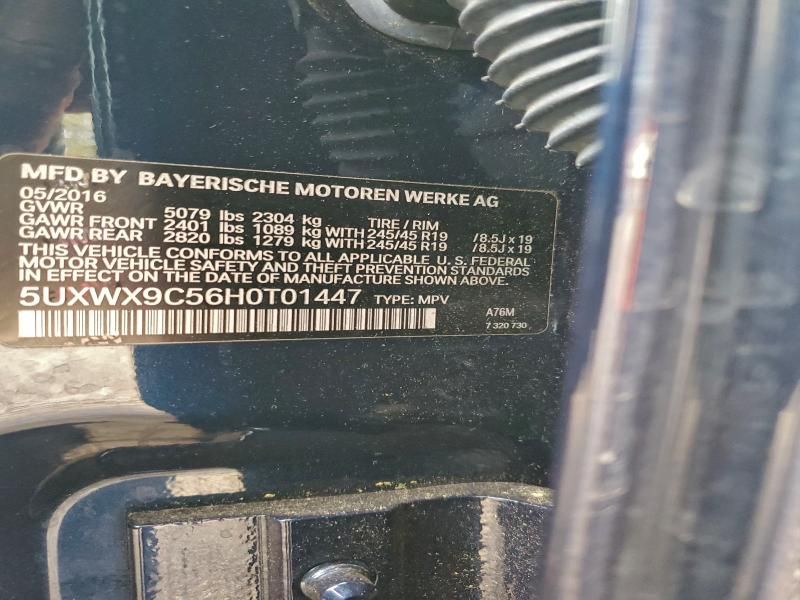 MFD BY BAYERISCHE MOTOREN WERKE AG
05/2016
GVWR 5079 lbs 2304 kg TIRE / RIM
GAWR FRONT 2401 lbs 1089 kg WITH 245/45 R19 /8.5J x 19
GAWR REAR 2820 lbs 1279 kg WITH 245/45 R19 /8.5J x 19
THIS VEHICLE CONFORMS TO ALL APPLICABLE U.S. FEDERAL
MOTOR VEHICLE SAFETY AND THEFT PREVENTION STANDARDS
IN EFFECT ON THE DATE OF MANUFACTURE SHOWN ABOVE.
5UXWX9C56H0T01447 TYPE: MPV
A76M
7 320 730